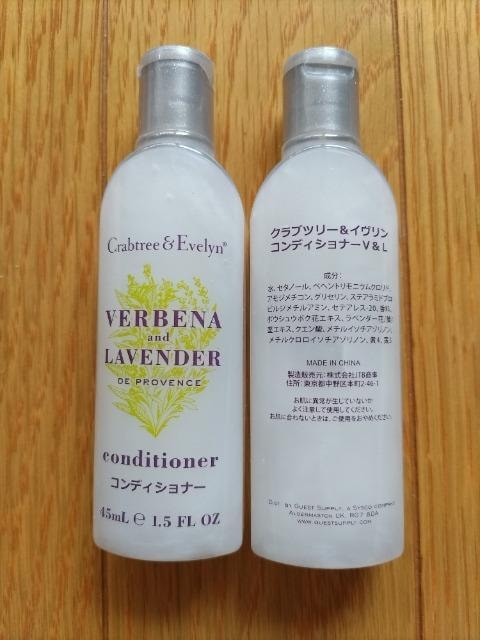 Crabtree & Evelyn®
VERBENA
and
LAVENDER
DE PROVENCE
conditioner
コンディショナー
45mL e 1.5 FL OZ
クラブツリー&イヴリン
コンディショナーV&L
成分:
水、セタノール、ベヘントリモニウムクロリド、
アモジメチコン、グリセリン、ステアラミドプロ
ピルジメチルアミン、セテアレス-20、香料、
ボウシュウボク花エキス、ラベンダー花/葉/
茎エキス、クエン酸、メチルイソチアゾリノン、
メチルクロロイソチアゾリノン、黄4、
MADE IN CHINA
製造販売元:株式会社JTB商事
住所:東京都中野区本町2-46-1
お肌に異常が生じていないか
よく注意して使用してください。
お肌に合わないときは、ご使用をおやめください。
Dist. by Guest Supply, a Sysco company
Aldermaston UK, RG7 8DA
www.guestsupply.com